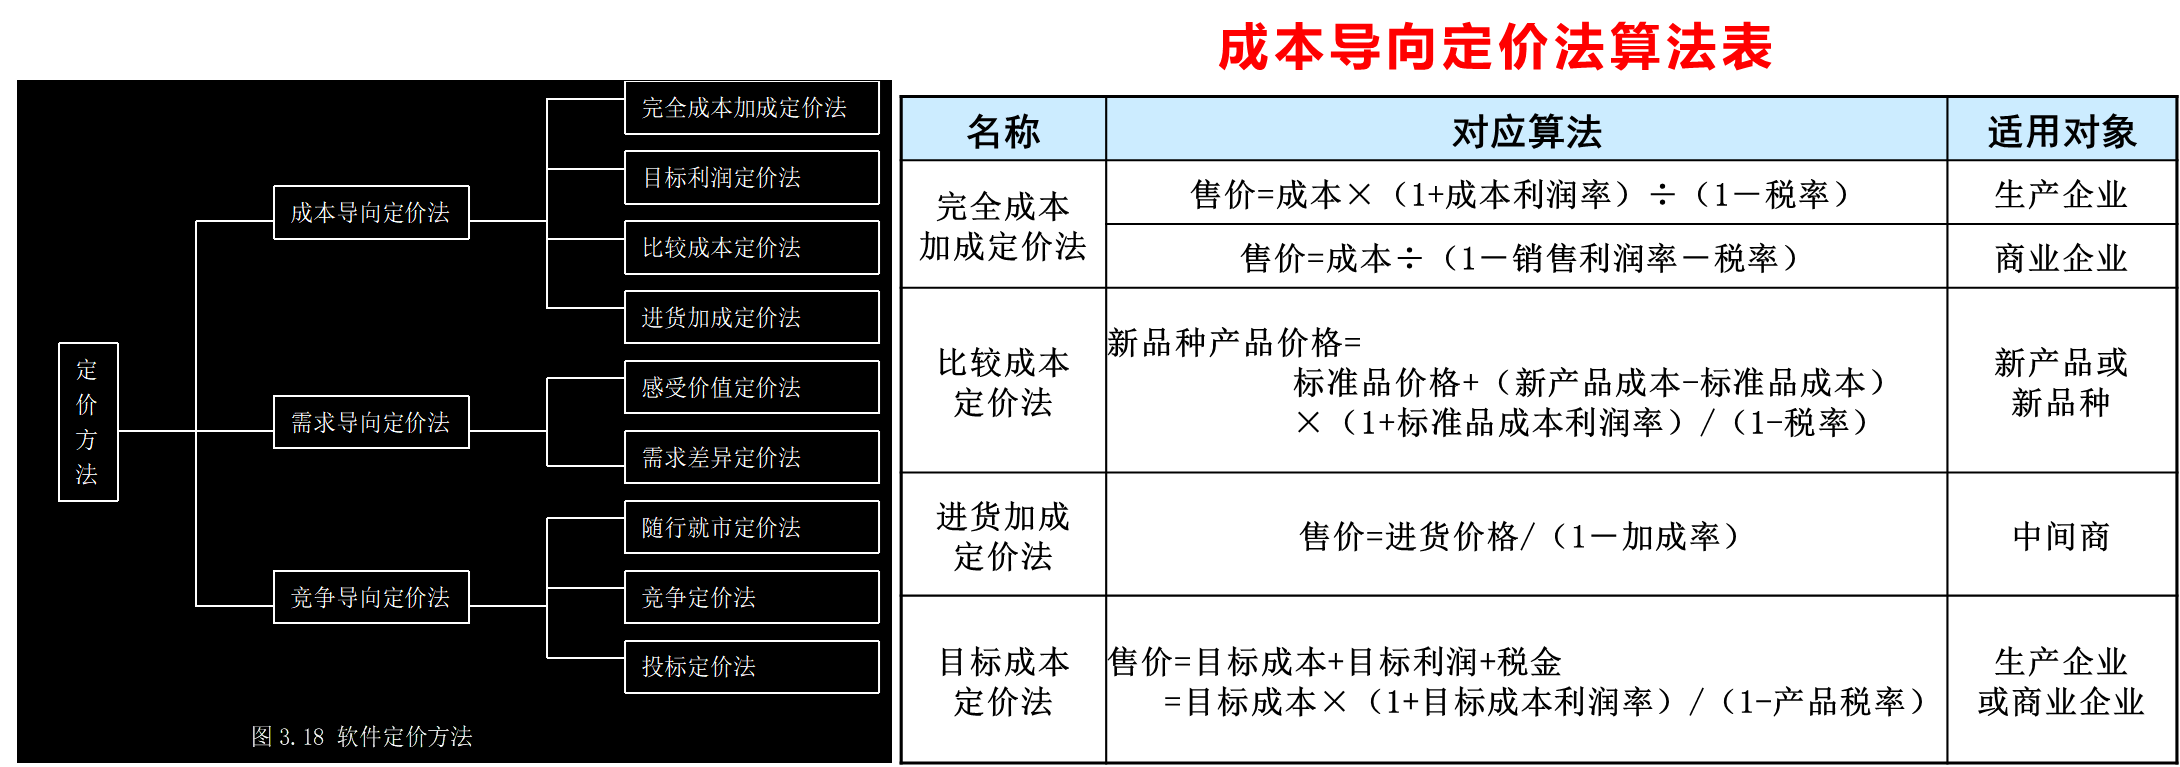 完全成本加成定价法
目标利润定价法
成本导向定价法
比较成本定价法
进货加成定价法
定
价
方
法
感受价值定价法
需求导向定价法
需求差异定价法
随行就市定价法
竞争导向定价法
竞争定价法
投标定价法
图3.18 软件定价方法
成本导向定价法算法表
名称
对应算法
适用对象
完全成本
加成定价法
售价=成本×（1+成本利润率）÷（1－税率）
生产企业
售价=成本÷（1－销售利润率－税率）
商业企业
比较成本
定价法
新品种产品价格=
标准品价格+（新产品成本-标准品成本）
×（1+标准品成本利润率）/（1-税率）
新产品或
新品种
进货加成
定价法
售价=进货价格/（1－加成率）
中间商
目标成本
定价法
售价=目标成本+目标利润+税金
=目标成本×（1+目标成本利润率）/（1-产品税率）
生产企业
或商业企业